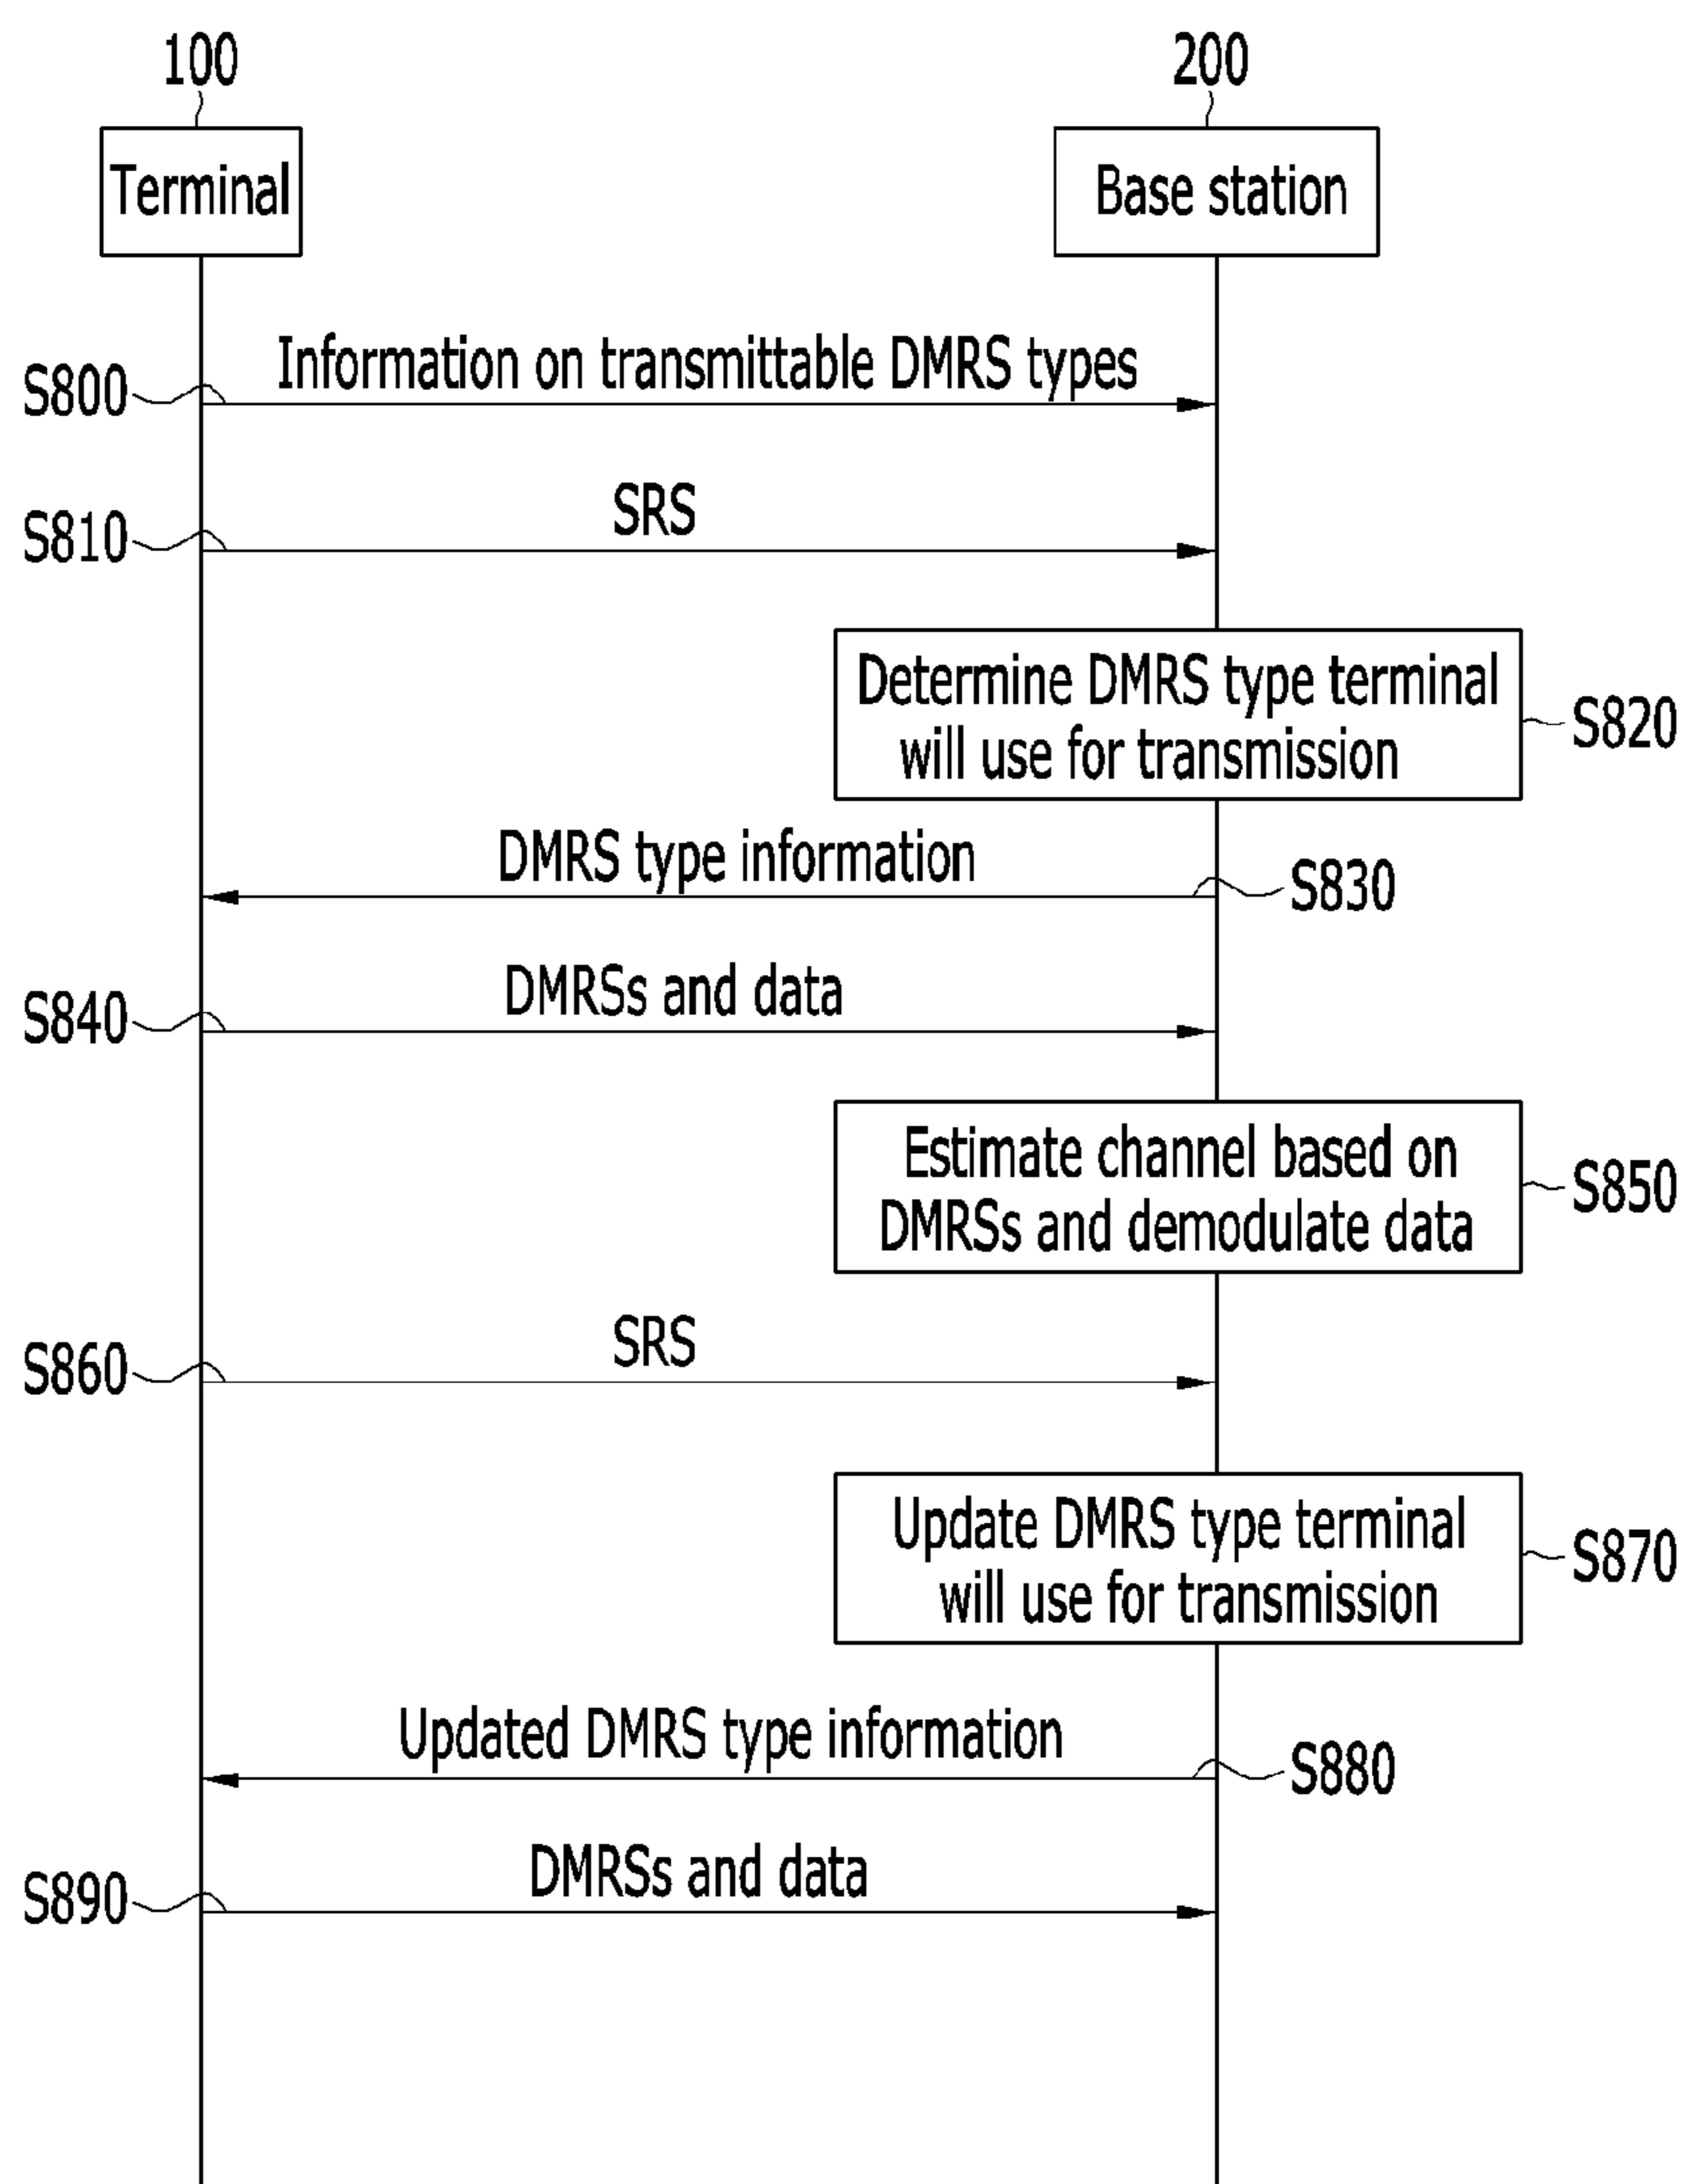 100
200
Terminal
Base station
Information on transmittable DMRS types
S800
SRS
S810
Determine DMRS type terminal
will use for transmission
S820
DMRS type information
S830
DMRSs and data
S840
Estimate channel based on
DMRSs and demodulate data
S850
SRS
S860
Update DMRS type terminal
will use for transmission
S870
Updated DMRS type information
S880
DMRSs and data
S890